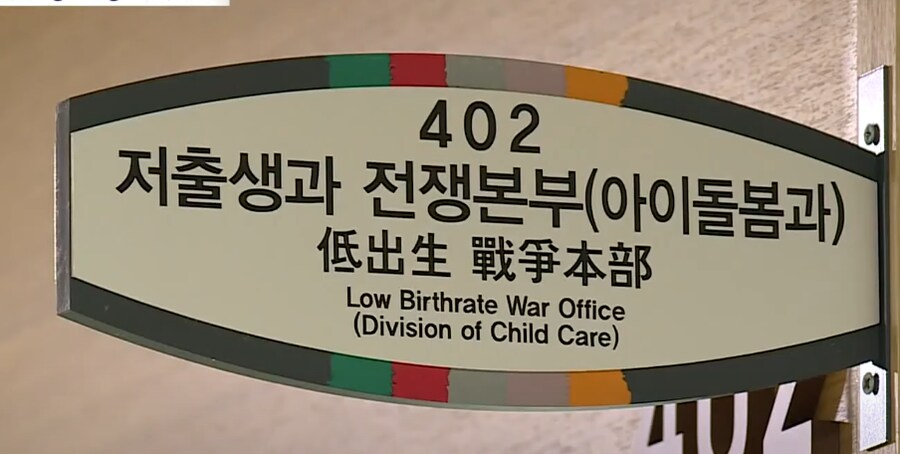 402
저출생과 전쟁본부(아이돌봄과)
低出生 戰爭本部
Low Birthrate War Office
(Division of Child Care)
402